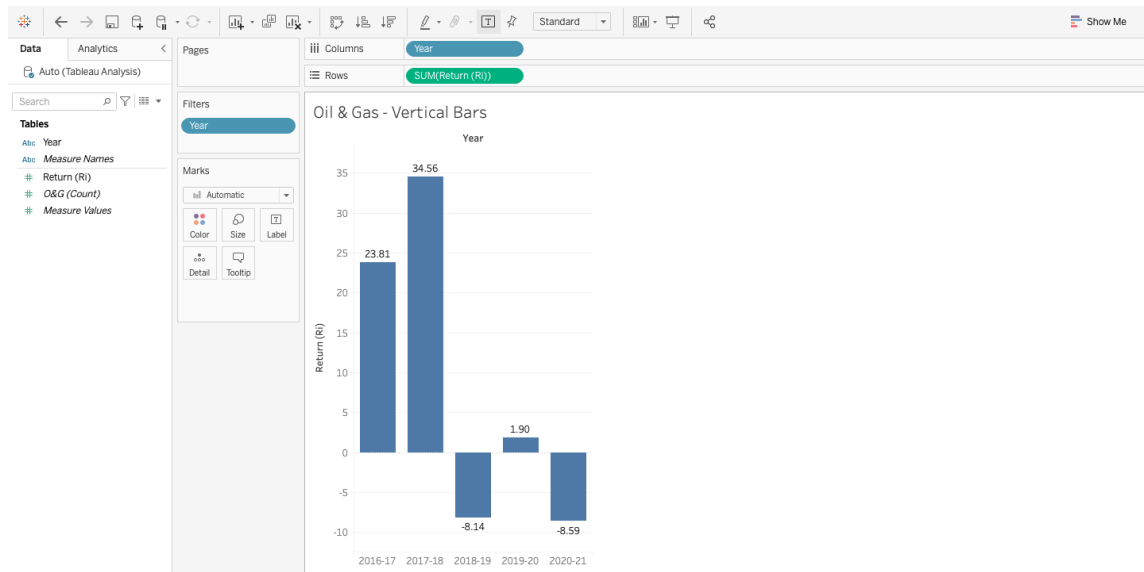 Standard
Show Me
Data
Analytics
Auto (Tableau Analysis)
Search
Tables
Abc Year
Abc Measure Names
# Return (Ri)
# O&G (Count)
# Measure Values
Pages
Filters
Year
Marks
Automatic
Color
Size
Label
Detail
Tooltip
Columns
Year
Rows
SUM(Return (Ri))
Oil & Gas - Vertical Bars
Year
Return (Ri)
35
30
25
20
15
10
5
0
-5
-10
23.81
34.56
-8.14
1.90
-8.59
2016-17 2017-18 2018-19 2019-20 2020-21